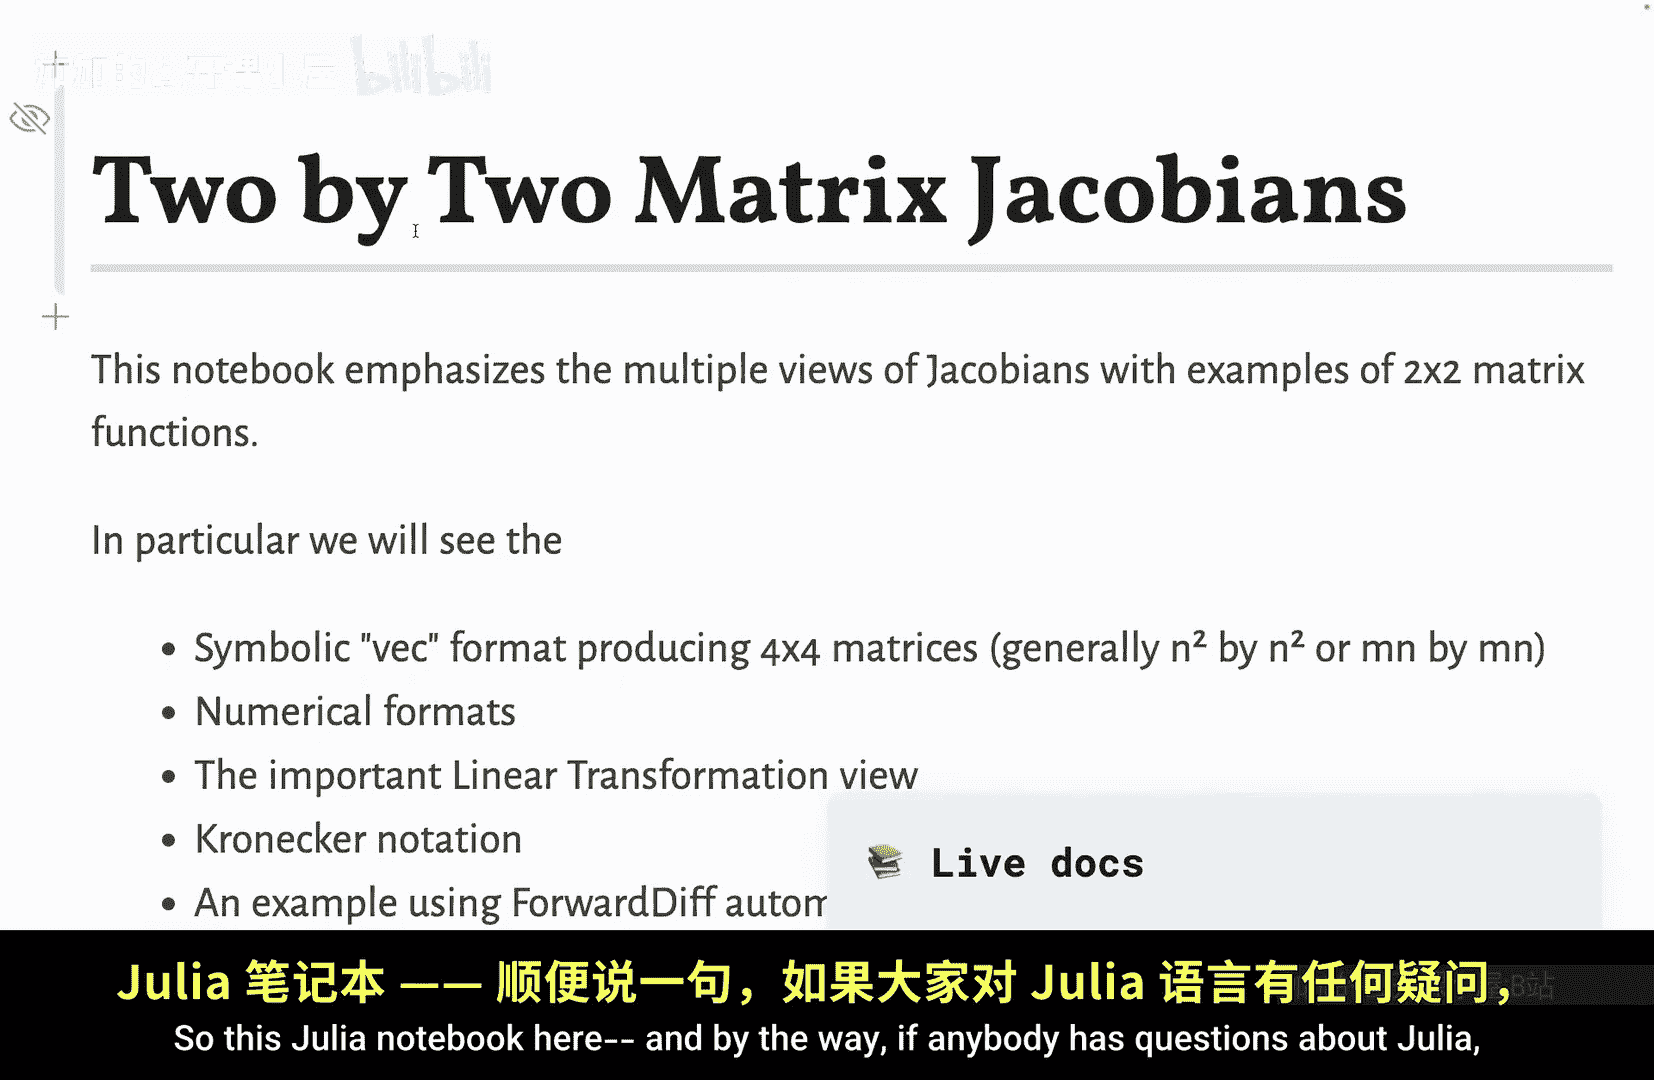 bilibili
Two by Two Matrix Jacobians
This notebook emphasizes the multiple views of Jacobians with examples of 2x2 matrix
functions.
In particular we will see the
• Symbolic "vec" format producing 4x4 matrices (generally n² by n² or mn by mn)
• Numerical formats
• The important Linear Transformation view
• Kronecker notation
• An example using ForwardDiff autom
Live docs
Julia 笔记本 —— 顺便说一句，如果大家对 Julia 语言有任何疑问，
So this Julia notebook here-- and by the way, if anybody has questions about Julia,